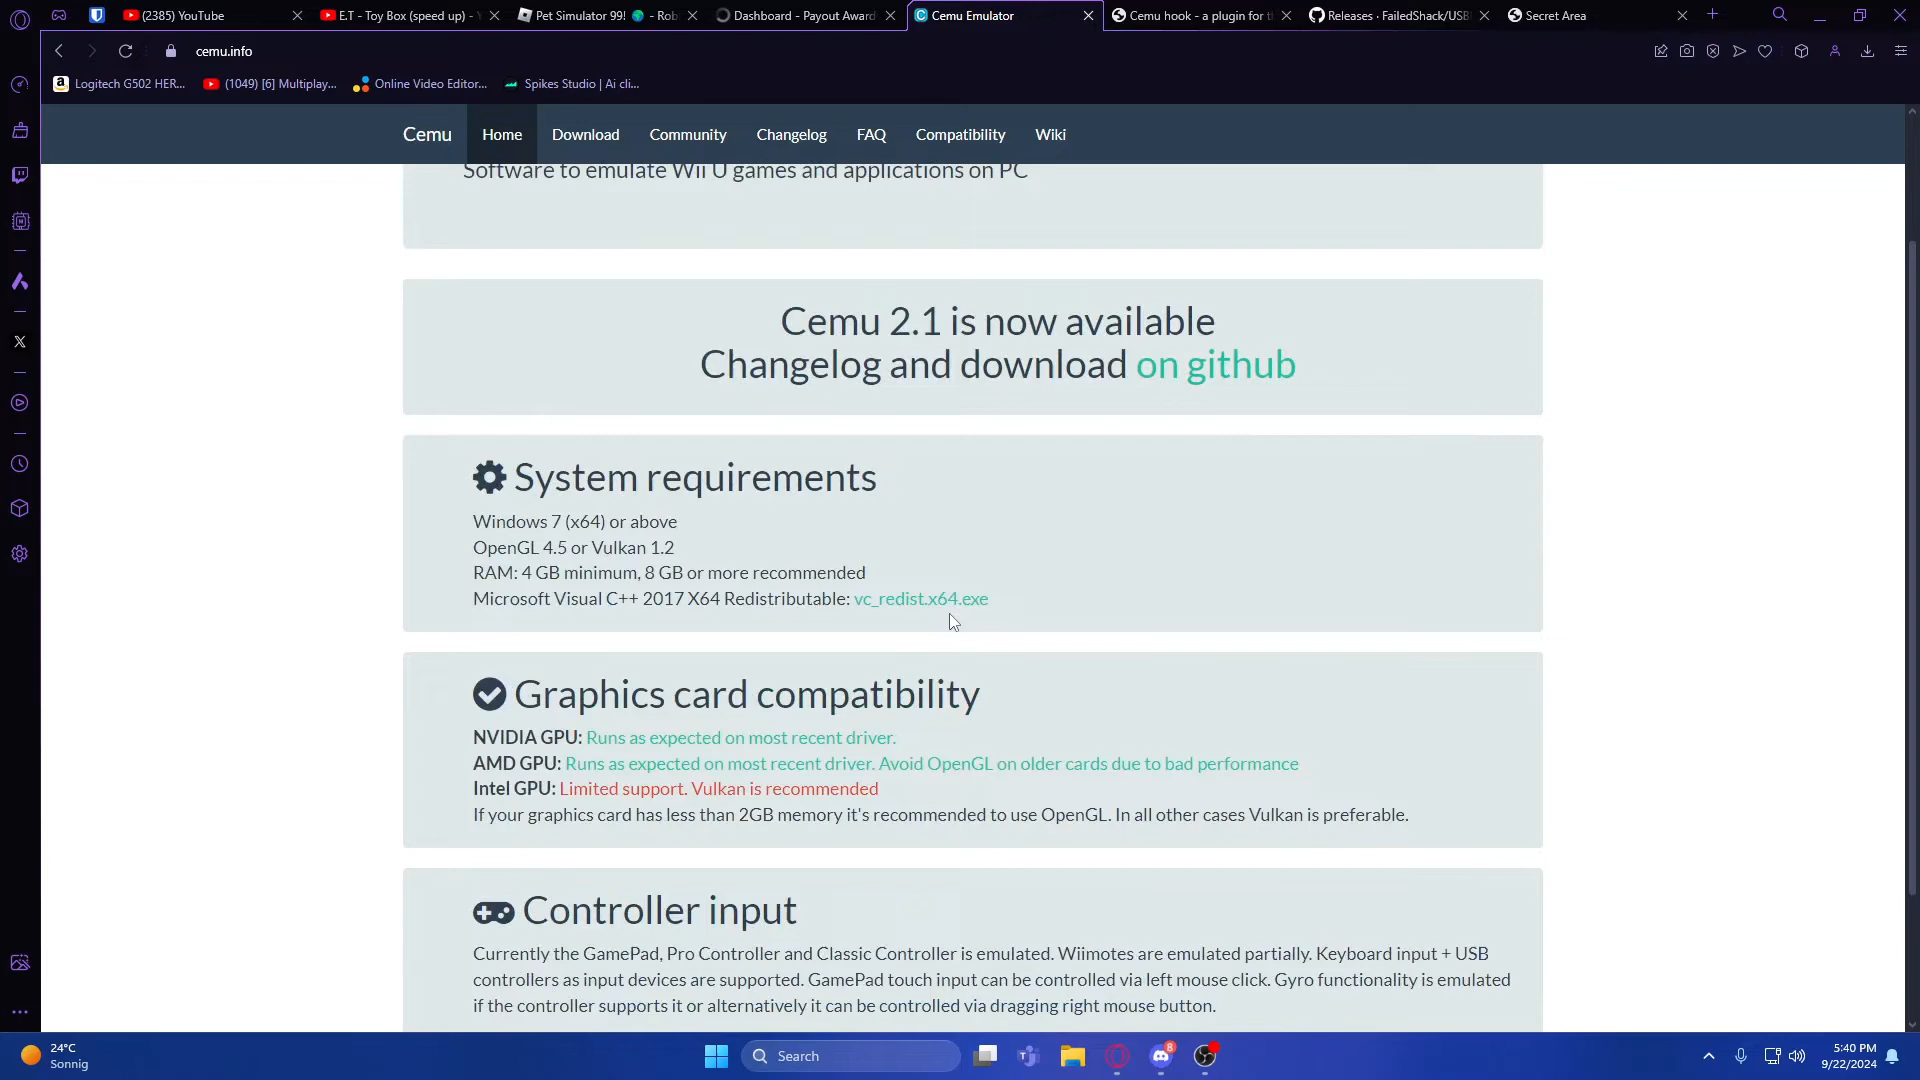 (2385) YouTube
E.T - Toy Box (speed up) - Y
Pet Simulator 99! - Rob
Dashboard - Payout Award
Cemu Emulator
Cemu hook - a plugin for t
Releases · FailedShack/USB
Secret Area
cemu.info
Logitech G502 HER...
(1049) [6] Multiplay...
Online Video Editor...
Spikes Studio | Ai cli...
Cemu
Home
Download
Community
Changelog
FAQ
Compatibility
Wiki
Software to emulate Wii U games and applications on PC
Cemu 2.1 is now available
Changelog and download on github
System requirements
Windows 7 (x64) or above
OpenGL 4.5 or Vulkan 1.2
RAM: 4 GB minimum, 8 GB or more recommended
Microsoft Visual C++ 2017 X64 Redistributable: vc_redist.x64.exe
Graphics card compatibility
NVIDIA GPU: Runs as expected on most recent driver.
AMD GPU: Runs as expected on most recent driver. Avoid OpenGL on older cards due to bad performance
Intel GPU: Limited support. Vulkan is recommended
If your graphics card has less than 2GB memory it's recommended to use OpenGL. In all other cases Vulkan is preferable.
Controller input
Currently the GamePad, Pro Controller and Classic Controller is emulated. Wiimotes are emulated partially. Keyboard input + USB
controllers as input devices are supported. GamePad touch input can be controlled via left mouse click. Gyro functionality is emulated
if the controller supports it or alternatively it can be controlled via dragging right mouse button.
24°C
Sonnig
Search
8
5:40 PM
9/22/2024